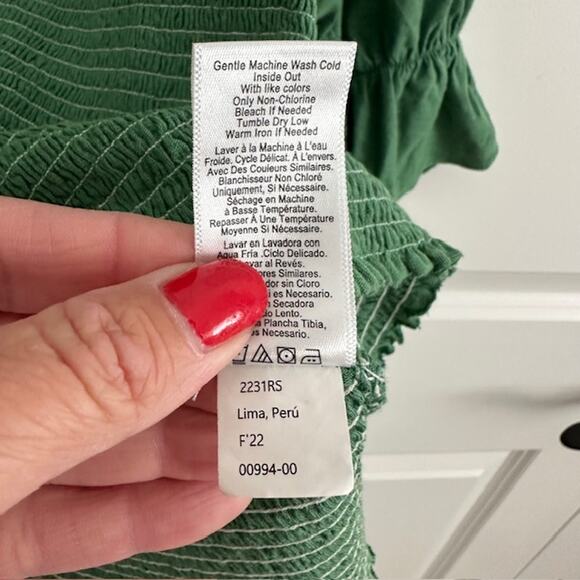 Gentle Machine Wash Cold
Inside Out
With like colors
Only Non-Chlorine
Bleach If Needed
Tumble Dry Low
Warm Iron If Needed
Laver à la Machine à L'eau
Froide. Cycle Délicat. À L'envers.
Avec Des Couleurs Similaires.
Blanchisseur Non Chloré
Uniquement, Si Nécessaire.
Séchage en Machine
à Basse Température.
Repasser À Une Température
Moyenne Si Nécessaire.
Lavar en Lavadora con
Agua Fria .Ciclo Delicado.
al Revés.
Similares.
sin Cloro
es Necesario.
Secadora
Lento.
Plancha Tibia,
Necesario.
2231RS
Lima, Perú
F'22
00994-00